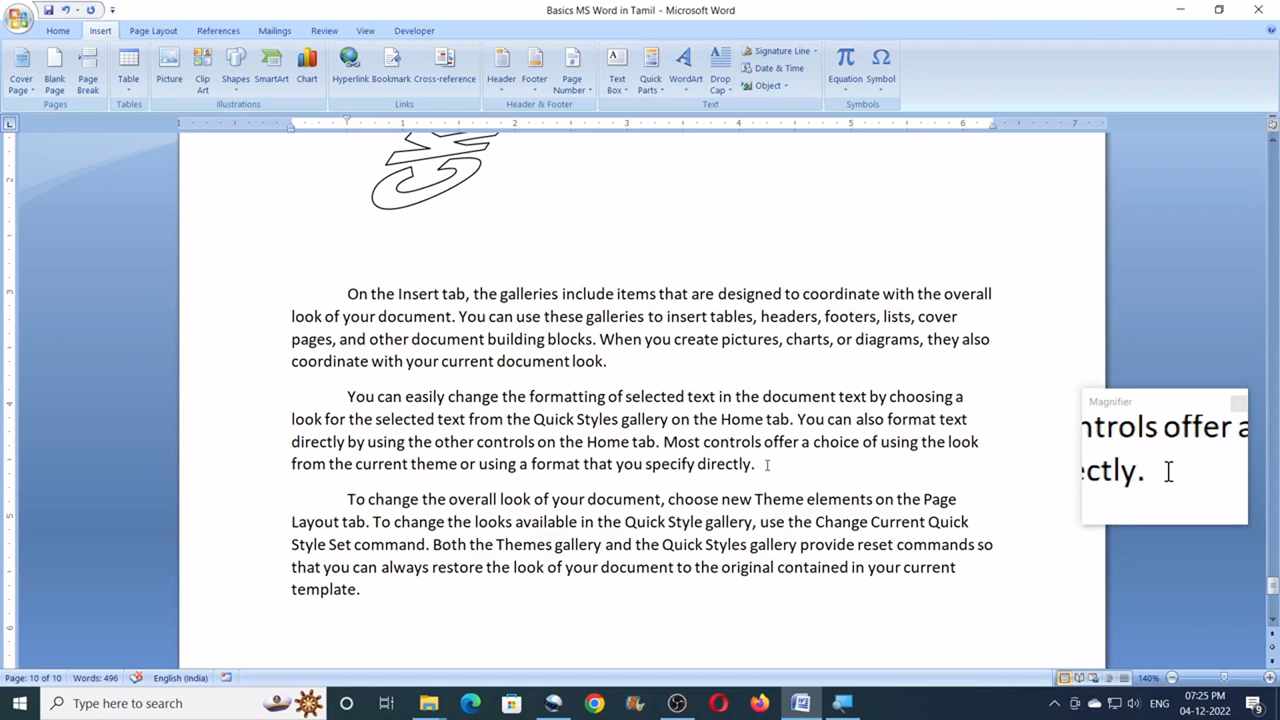 Basics MS Word in Tamil - Microsoft Word
Home Insert Page Layout References Mailings Review View Developer
Cover Page Blank Page Page Break Table Picture Clip Art Shapes SmartArt Chart Hyperlink Bookmark Cross-reference Header Footer Page Number Text Box Quick Parts WordArt Drop Cap Signature Line Date & Time Object Equation Symbol
Pages Tables Illustrations Links Header & Footer Text Symbols
1 1 2 3 4 5 6 7
2
3
4
5
6
On the Insert tab, the galleries include items that are designed to coordinate with the overall
look of your document. You can use these galleries to insert tables, headers, footers, lists, cover
pages, and other document building blocks. When you create pictures, charts, or diagrams, they also
coordinate with your current document look.
You can easily change the formatting of selected text in the document text by choosing a
look for the selected text from the Quick Styles gallery on the Home tab. You can also format text
directly by using the other controls on the Home tab. Most controls offer a choice of using the look
from the current theme or using a format that you specify directly.
To change the overall look of your document, choose new Theme elements on the Page
Layout tab. To change the looks available in the Quick Style gallery, use the Change Current Quick
Style Set command. Both the Themes gallery and the Quick Styles gallery provide reset commands so
that you can always restore the look of your document to the original contained in your current
template.
Magnifier
ntrols offer a
ectly.
Page: 10 of 10 Words: 496 English (India) 140%
Type here to search
ENG
07:25 PM
04-12-2022